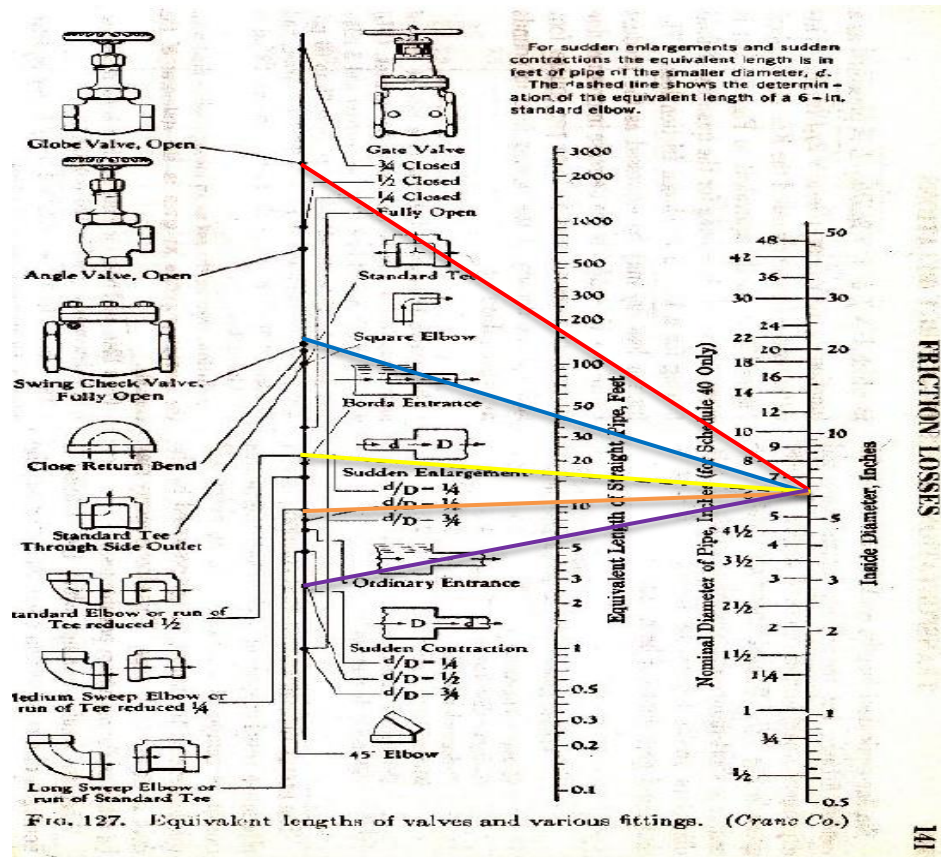 For sudden enlargements and sudden
contractions the equivalent length is in
feet of pipe of the smaller diameter, d.
The dashed line shows the determin-
ation of the equivalent length of a 6-in.
standard elbow.
Globe Valve, Open
Angle Valve, Open
Swing Check Valve,
Fully Open
Close Return Bend
Standard Tee
Through Side Outlet
tandard Elbow or run of
Tee reduced ½
Medium Sweep Elbow or
run of Tee reduced ¼
Long Sweep Elbow or
run of Standard Tee
Gate Valve
¾ Closed
½ Closed
¼ Closed
Fully Open
Standard Tee
Square Elbow
Borda Entrance
d D
Sudden Enlargement
d/D = ¼
d/D = ½
d/D = ¾
Ordinary Entrance
D d
Sudden Contraction
d/D = ¼
d/D = ½
d/D = ¾
45° Elbow
3000
2000
1000
500
300
200
100
50
30
20
10
5
3
2
1
0.5
0.3
0.2
0.1
Equivalent Length of Straight Pipe, Feet
Nominal Diameter of Pipe, Inches (for Schedule 40 Only)
48
42
36
30
24
22
20
18
16
14
12
10
9
8
7
5
4½
4
3½
3
2½
2
1½
1¼
1
¾
½
50
30
20
10
5
3
2
1
0.5
Inside Diameter, Inches
FRICTION LOSSES
141
FIG. 127. Equivalent lengths of valves and various fittings. (Crane Co.)